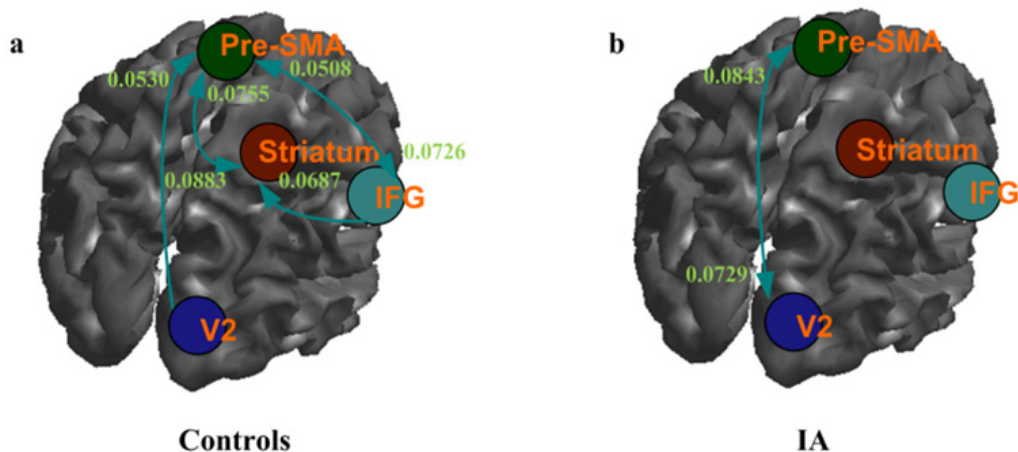 a
Pre-SMA
0.0530
0.0508
0.0755
Striatum
0.0726
0.0883
0.0687
IFG
V2
Controls
b
Pre-SMA
0.0843
Striatum
IFG
0.0729
V2
IA